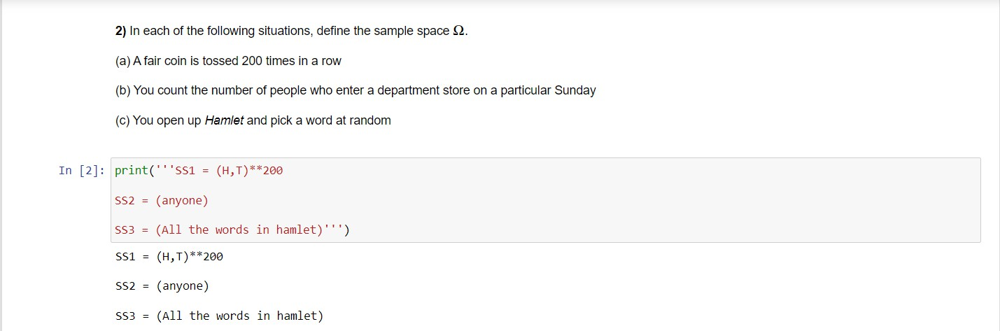 2) In each of the following situations, define the sample space Ω.
(a) A fair coin is tossed 200 times in a row
(b) You count the number of people who enter a department store on a particular Sunday
(c) You open up Hamlet and pick a word at random
In [2]: print('''SS1 = (H,T)**200
SS2 = (anyone)
SS3 = (All the words in hamlet)''')
SS1 = (H,T)**200
SS2 = (anyone)
SS3 = (All the words in hamlet)